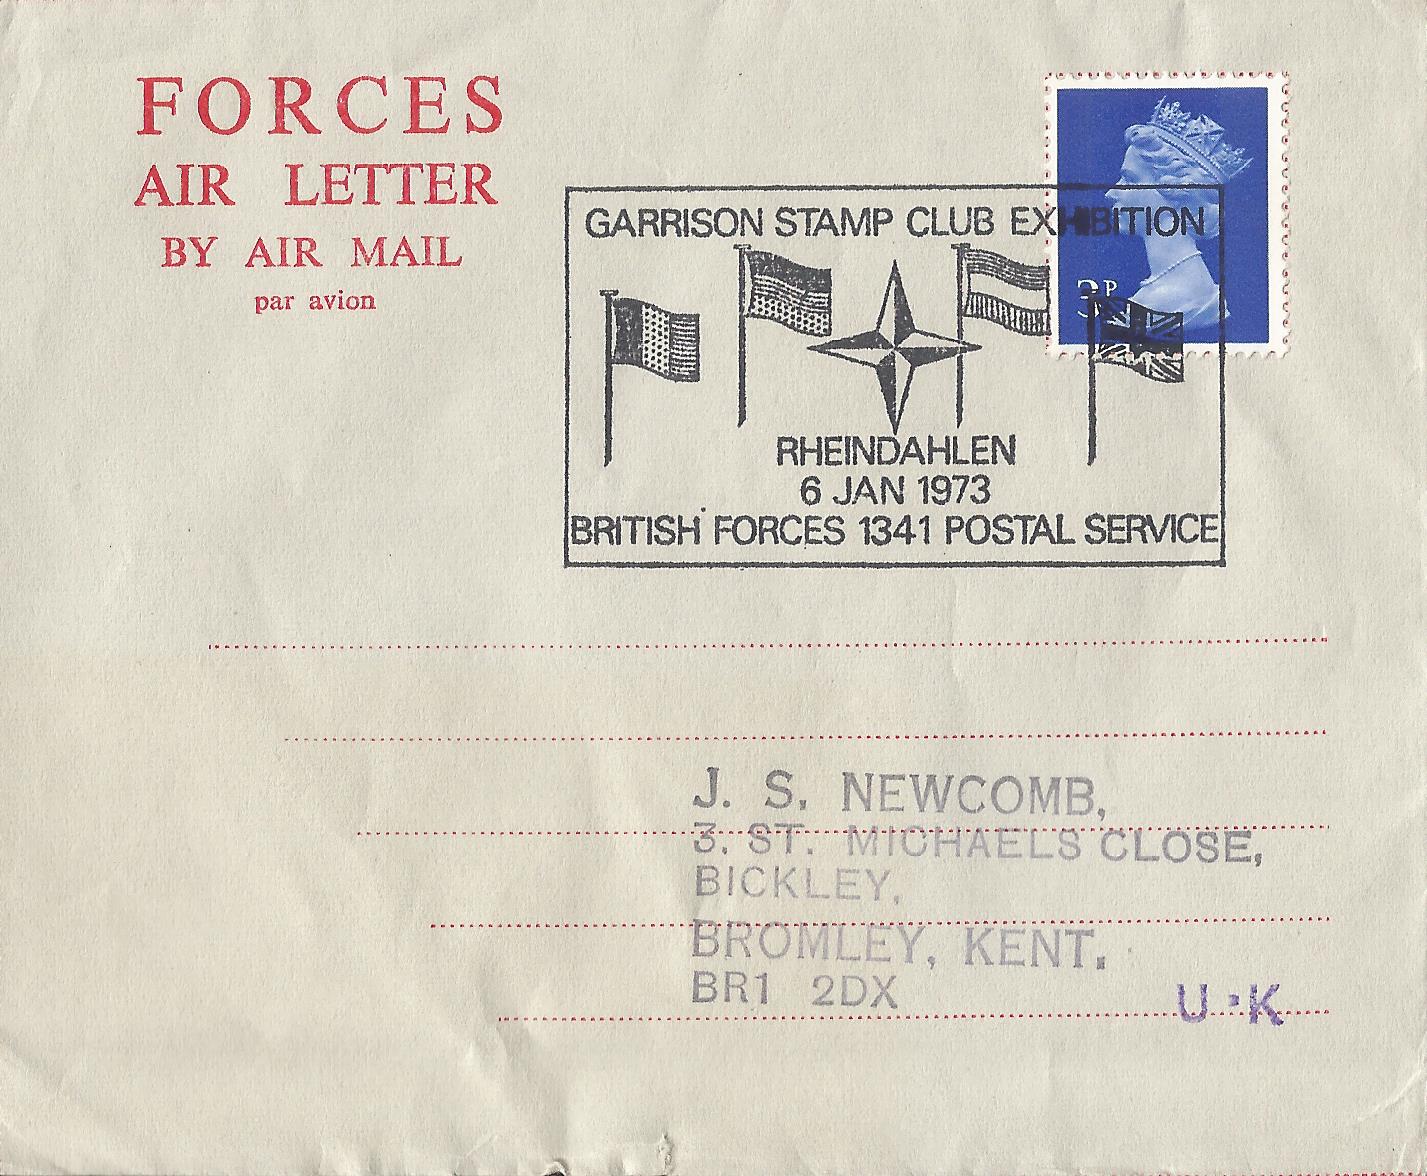 FORCES
AIR LETTER
BY AIR MAIL
par avion
3P
GARRISON STAMP CLUB EXHIBITION
RHEINDAHLEN
6 JAN 1973
BRITISH FORCES 1341 POSTAL SERVICE
J. S. NEWCOMB,
3, ST. MICHAELS CLOSE,
BICKLEY,
BROMLEY, KENT.
BR1 2DX
U.K